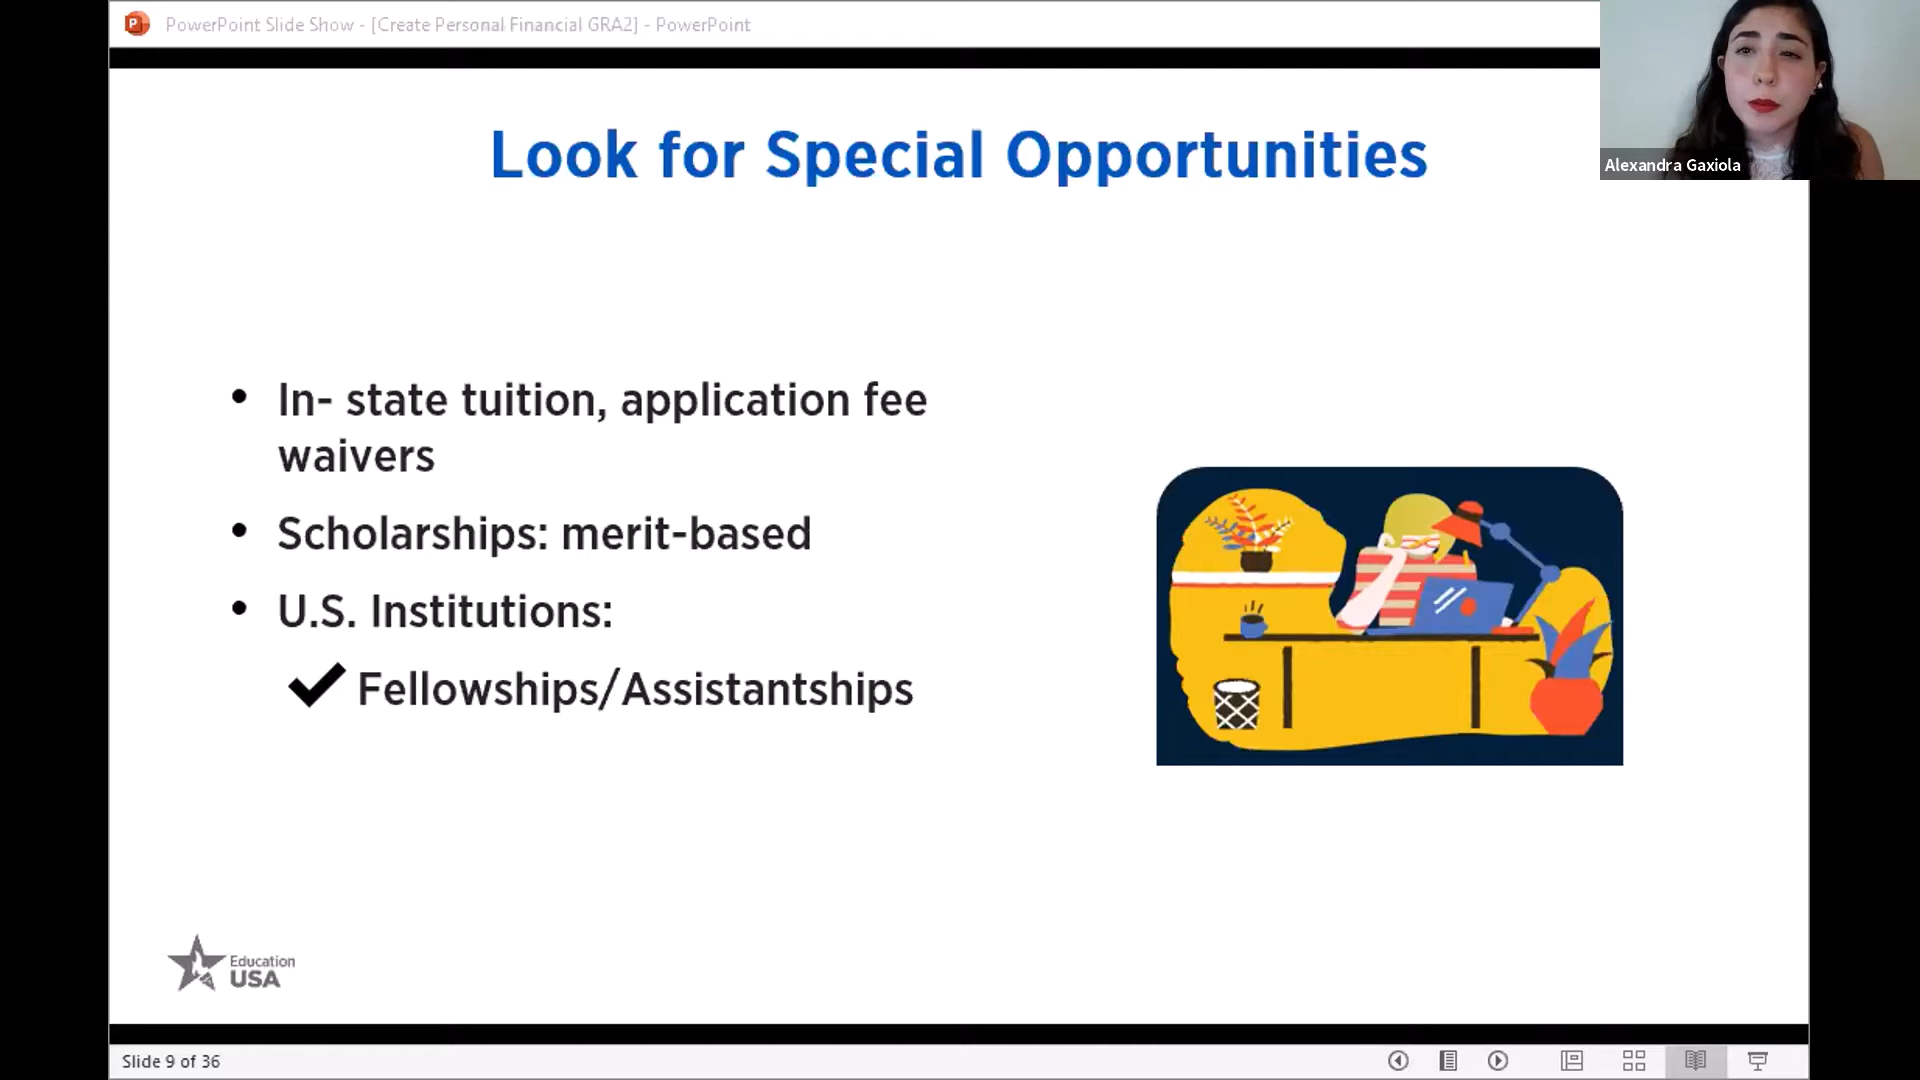 PowerPoint Slide Show - [Create Personal Financial GRA2] - PowerPoint
Alexandra Gaxiola
Look for Special Opportunities
• In- state tuition, application fee
waivers
• Scholarships: merit-based
• U.S. Institutions:
✔ Fellowships/Assistantships
Education
USA
Slide 9 of 36